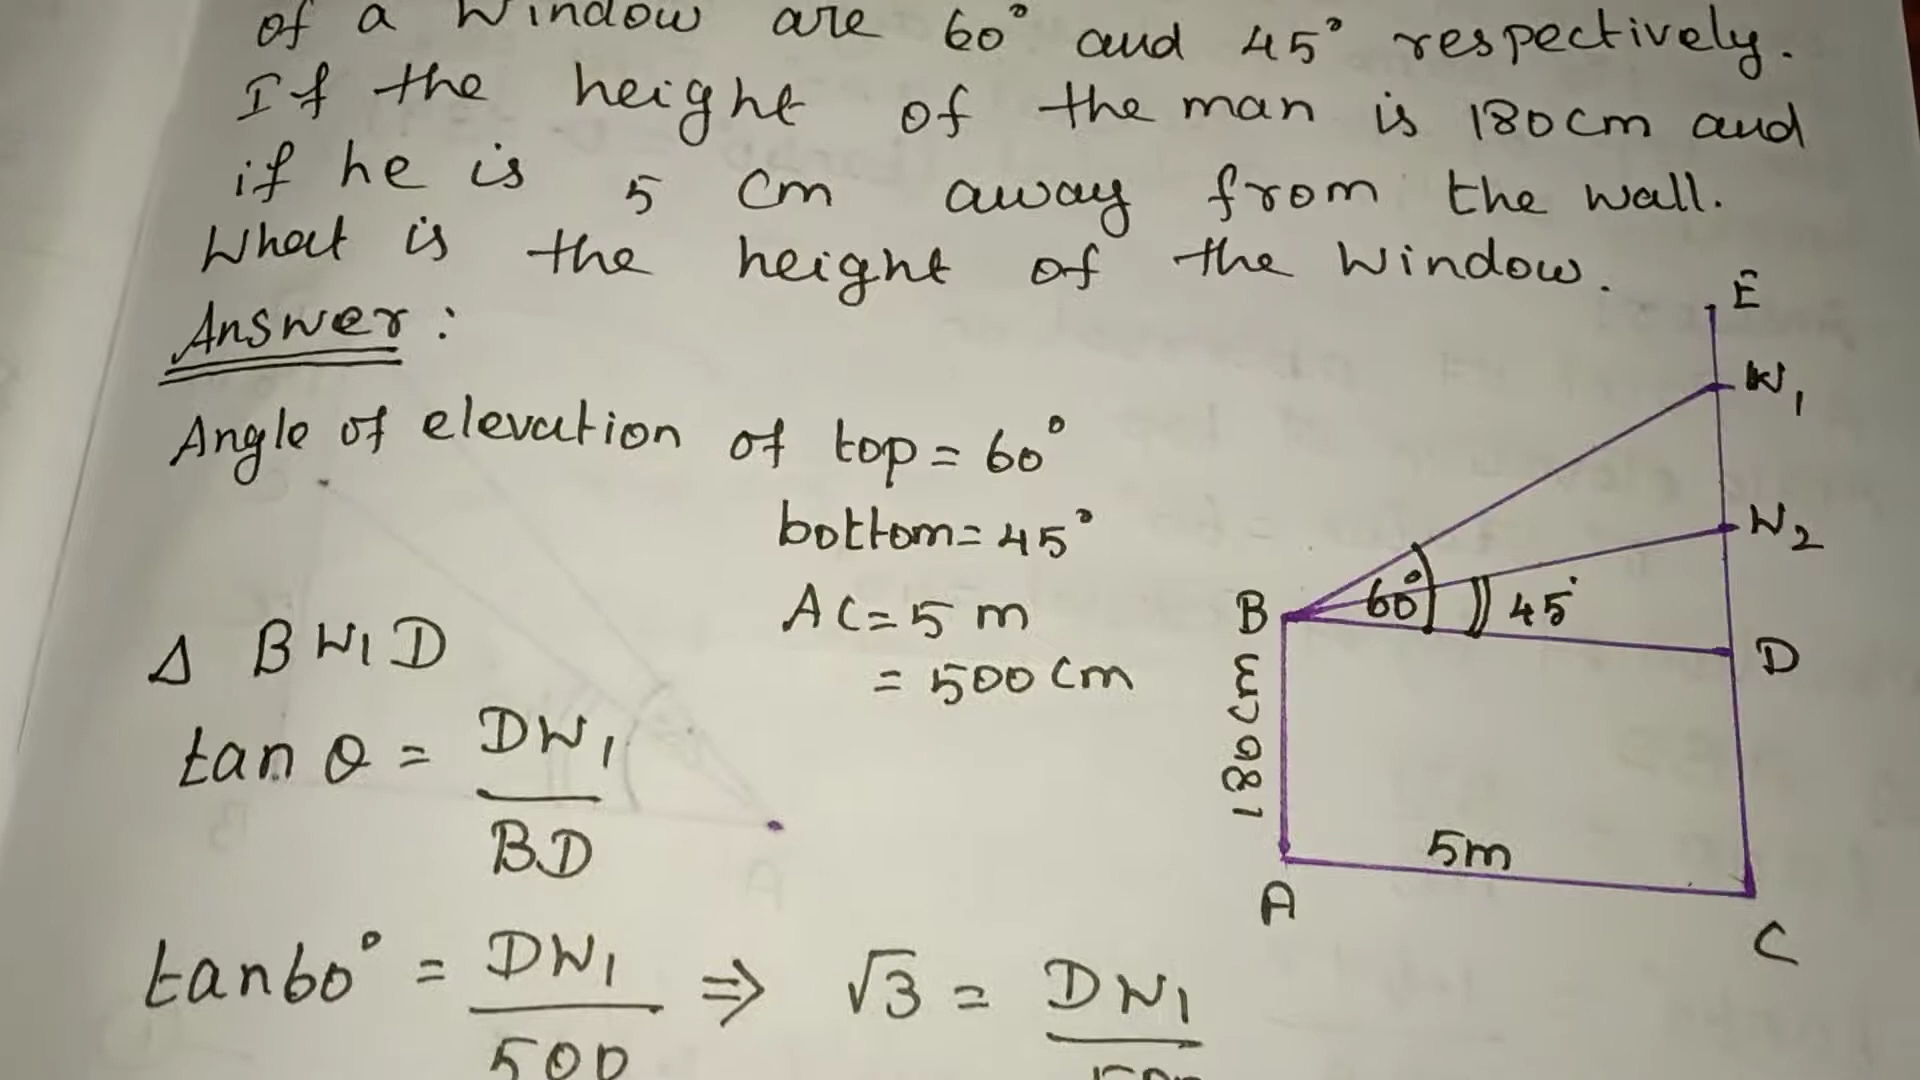 of a window are 60° and 45° respectively.
If the height of the man is 180cm and
if he is 5 cm away from the wall.
What is the height of the window.
Answer:
Angle of elevation of top = 60°
bottom = 45°
AC = 5 m
= 500 cm
Δ BW1D
tan θ = DW1
BD
tan60° = DW1 ⇒ √3 = DW1
500
E
W1
W2
B 60° 45°
D
180cm
5m
A
C